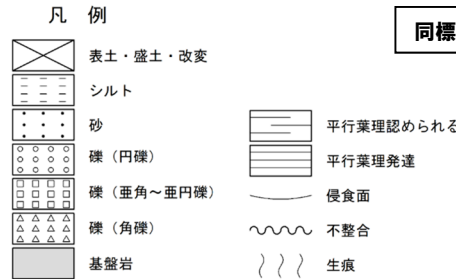 凡 例
同標
表土・盛土・改変
シルト
砂
礫（円礫）
礫（亜角～亜円礫）
礫（角礫）
基盤岩
平行葉理認められる
平行葉理発達
侵食面
不整合
生痕